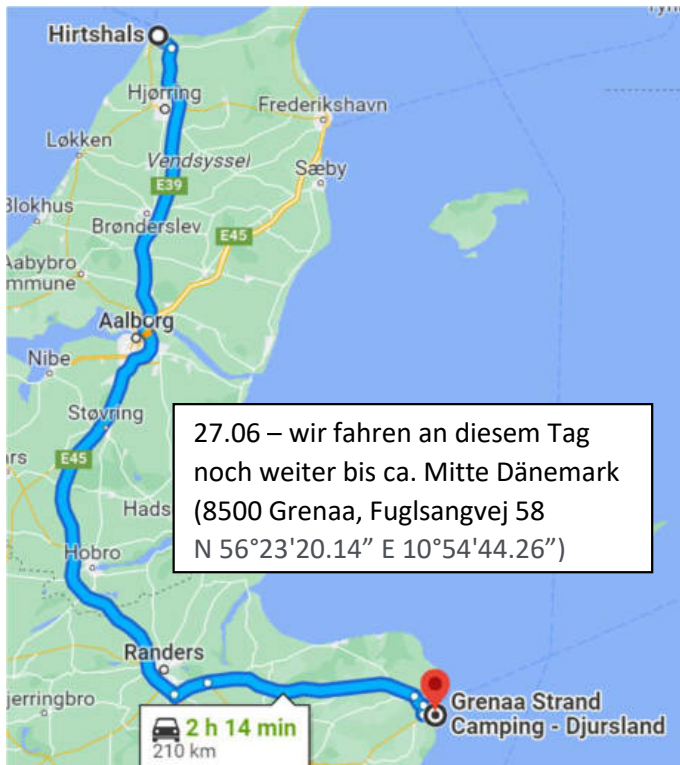 Hirtshals
Hjørring
Frederikshavn
Løkken
Vendsyssel
Sæby
E39
Blokhus
Brønderslev
E45
Aabybro
mmune
Aalborg
Nibe
Støvring
27.06 – wir fahren an diesem Tag
noch weiter bis ca. Mitte Dänemark
(8500 Grenaa, Fuglsangvej 58
N 56°23'20.14” E 10°54'44.26”)
E45
Hads
Hobro
Randers
jerringbro
Grenaa Strand
Camping - Djursland
2 h 14 min
210 km